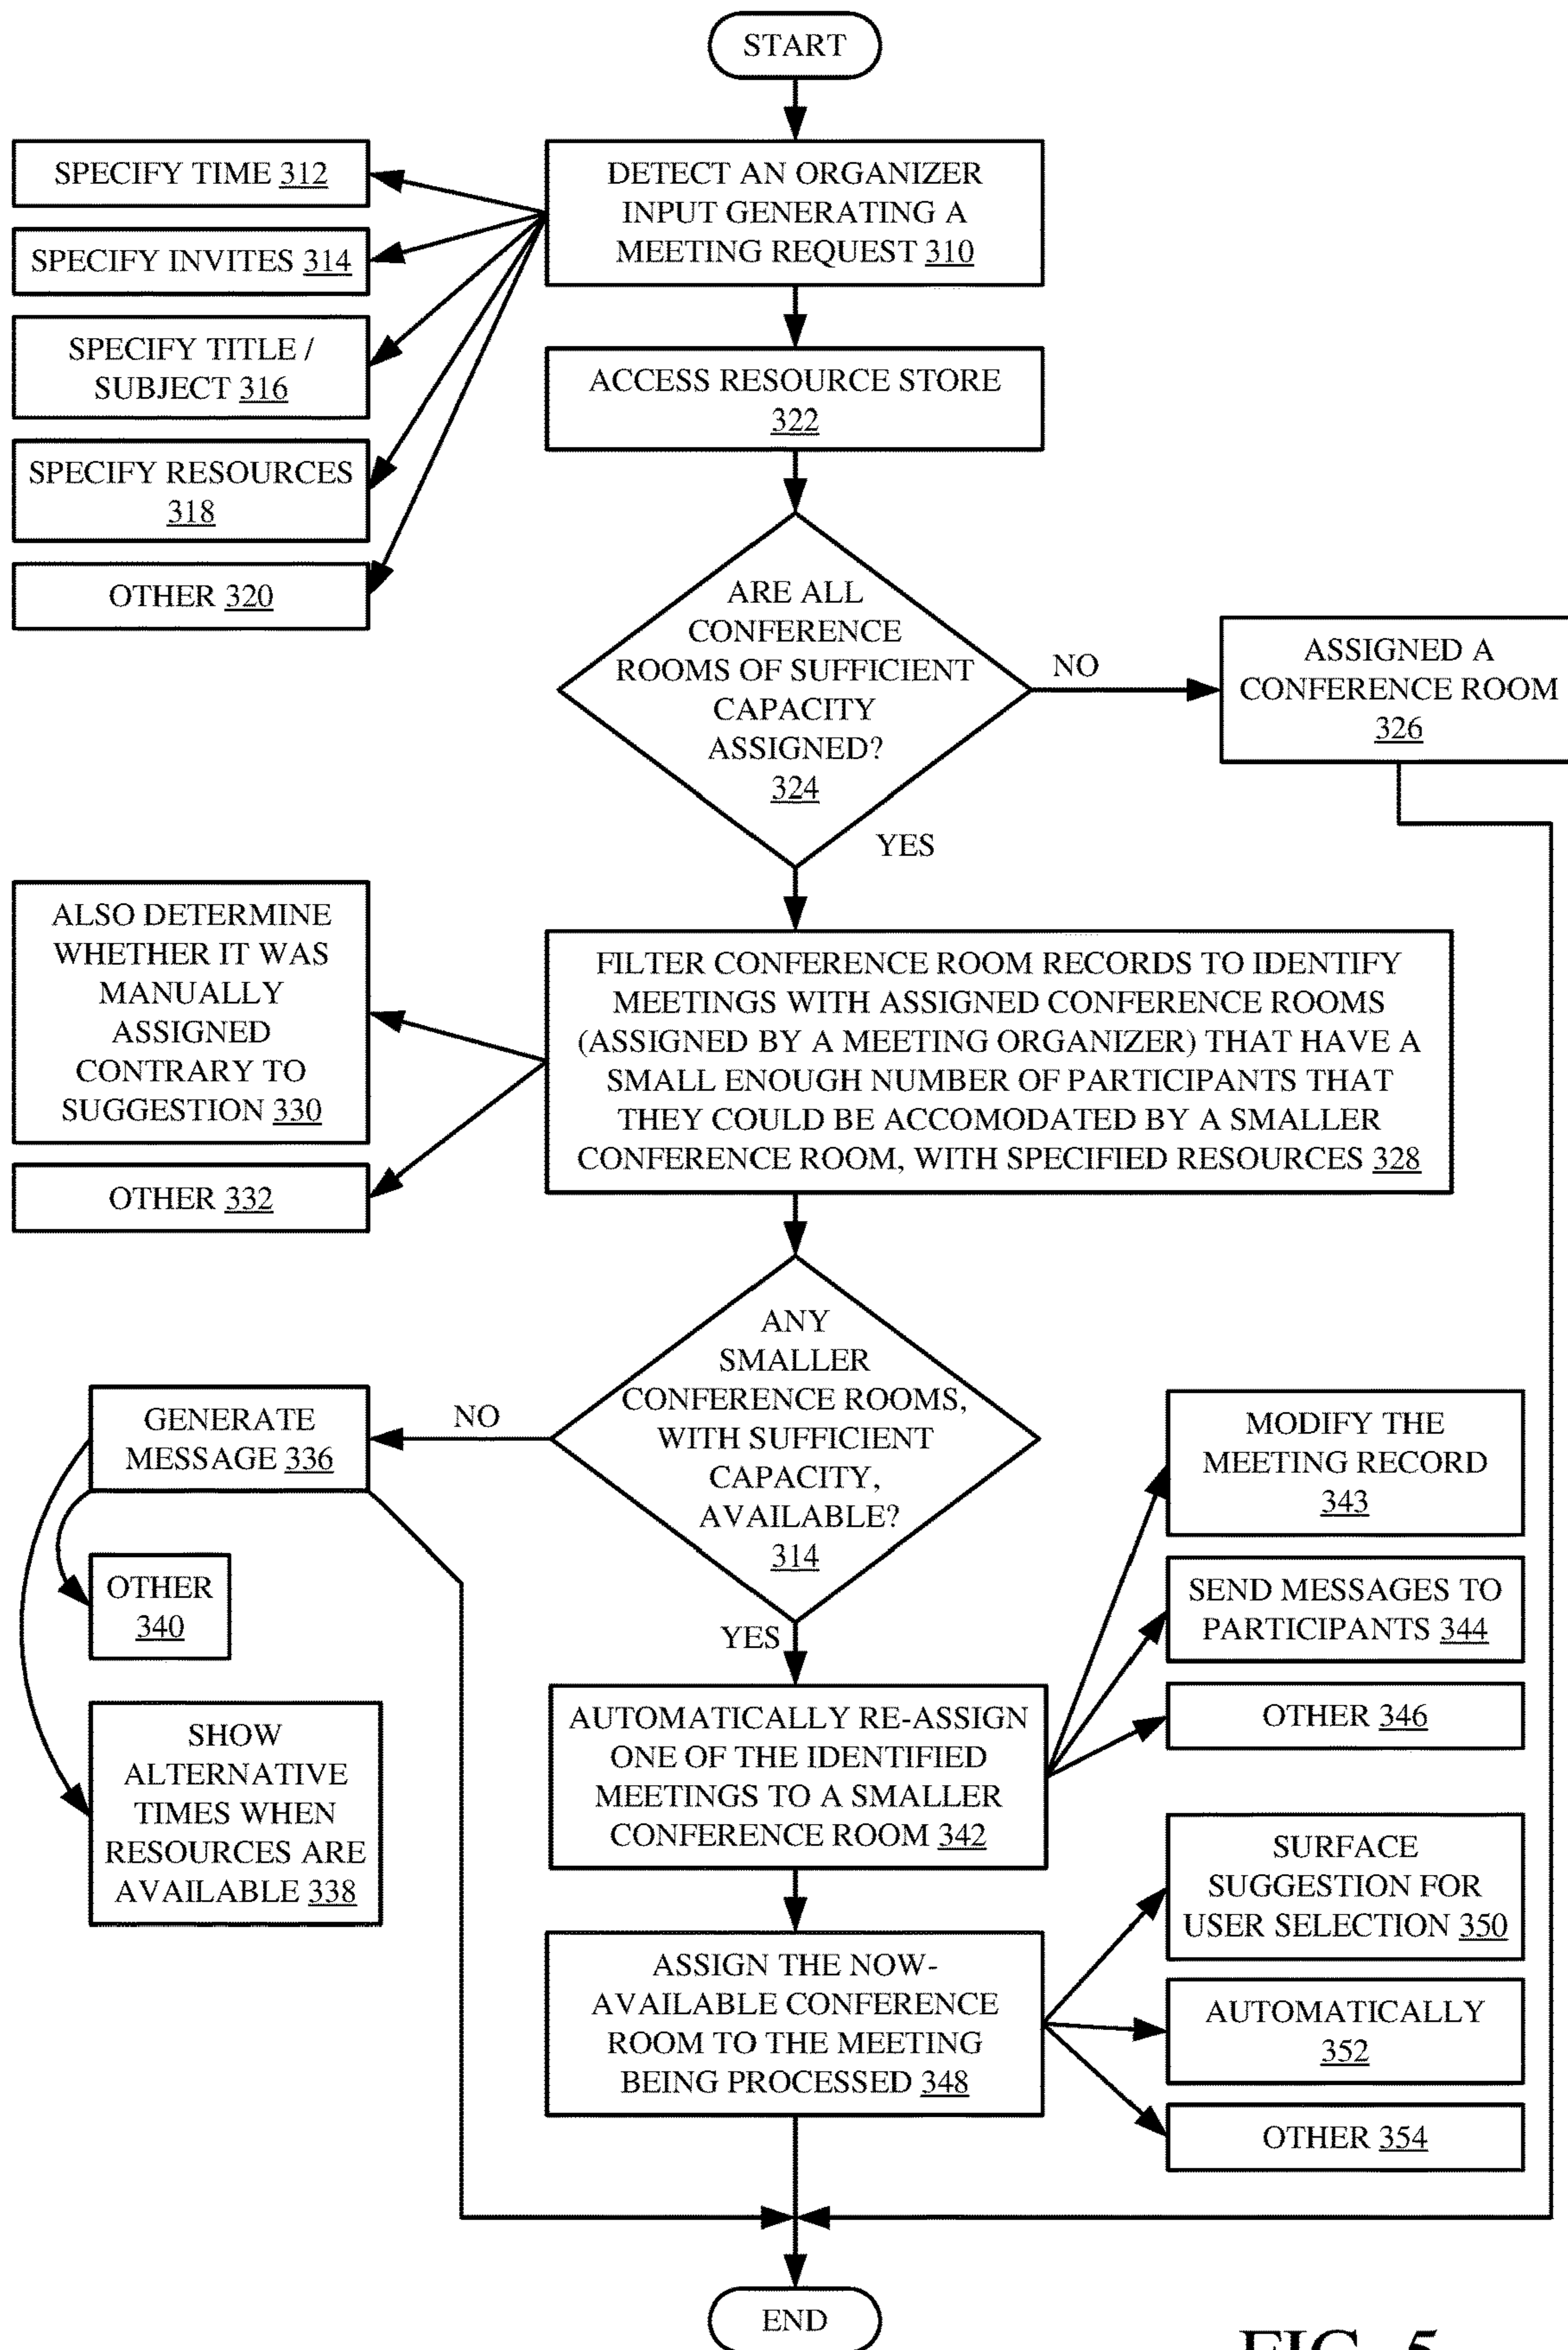 START
SPECIFY TIME 312
SPECIFY INVITES 314
SPECIFY TITLE /
SUBJECT 316
SPECIFY RESOURCES
318
OTHER 320
DETECT AN ORGANIZER
INPUT GENERATING A
MEETING REQUEST 310
ACCESS RESOURCE STORE
322
ARE ALL
CONFERENCE
ROOMS OF SUFFICIENT
CAPACITY
ASSIGNED?
324
NO
ASSIGNED A
CONFERENCE ROOM
326
YES
ALSO DETERMINE
WHETHER IT WAS
MANUALLY
ASSIGNED
CONTRARY TO
SUGGESTION 330
OTHER 332
FILTER CONFERENCE ROOM RECORDS TO IDENTIFY
MEETINGS WITH ASSIGNED CONFERENCE ROOMS
(ASSIGNED BY A MEETING ORGANIZER) THAT HAVE A
SMALL ENOUGH NUMBER OF PARTICIPANTS THAT
THEY COULD BE ACCOMODATED BY A SMALLER
CONFERENCE ROOM, WITH SPECIFIED RESOURCES 328
ANY
SMALLER
CONFERENCE ROOMS,
WITH SUFFICIENT
CAPACITY,
AVAILABLE?
314
NO
GENERATE
MESSAGE 336
OTHER
340
SHOW
ALTERNATIVE
TIMES WHEN
RESOURCES ARE
AVAILABLE 338
YES
AUTOMATICALLY RE-ASSIGN
ONE OF THE IDENTIFIED
MEETINGS TO A SMALLER
CONFERENCE ROOM 342
MODIFY THE
MEETING RECORD
343
SEND MESSAGES TO
PARTICIPANTS 344
OTHER 346
ASSIGN THE NOW-
AVAILABLE CONFERENCE
ROOM TO THE MEETING
BEING PROCESSED 348
SURFACE
SUGGESTION FOR
USER SELECTION 350
AUTOMATICALLY
352
OTHER 354
END
FIG. 5